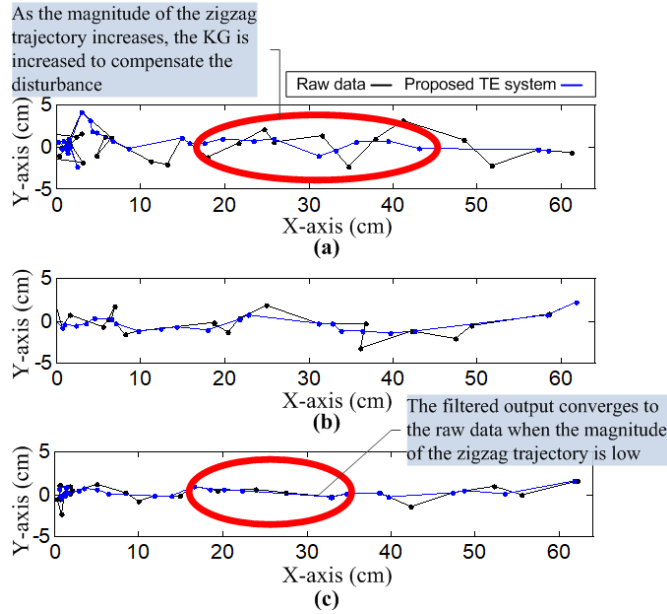 As the magnitude of the zigzag
trajectory increases, the KG is
increased to compensate the
disturbance
Raw data Proposed TE system
5
0
-5
Y-axis (cm)
0 10 20 30 40 50 60
X-axis (cm)
(a)
5
0
-5
Y-axis (cm)
0 10 20 30 40 50 60
X-axis (cm)
(b)
The filtered output converges to
the raw data when the magnitude
of the zigzag trajectory is low
5
0
-5
Y-axis (cm)
0 10 20 30 40 50 60
X-axis (cm)
(c)